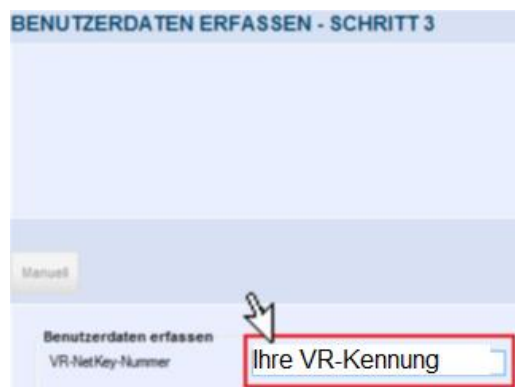 BENUTZERDATEN ERFASSEN - SCHRITT 3
Manuell
Benutzerdaten erfassen
VR-NetKey-Nummer Ihre VR-Kennung